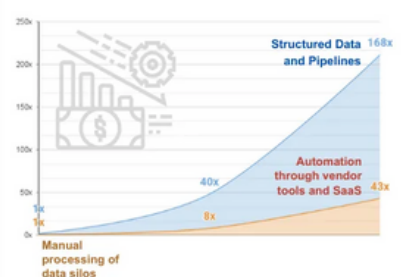 250x
Structured Data
and Pipelines
168x
200x
$
150x
100x
Automation
through vendor
tools and SaaS
43x
50x
40x
8x
1x
1x
0x
Manual
processing of
data silos